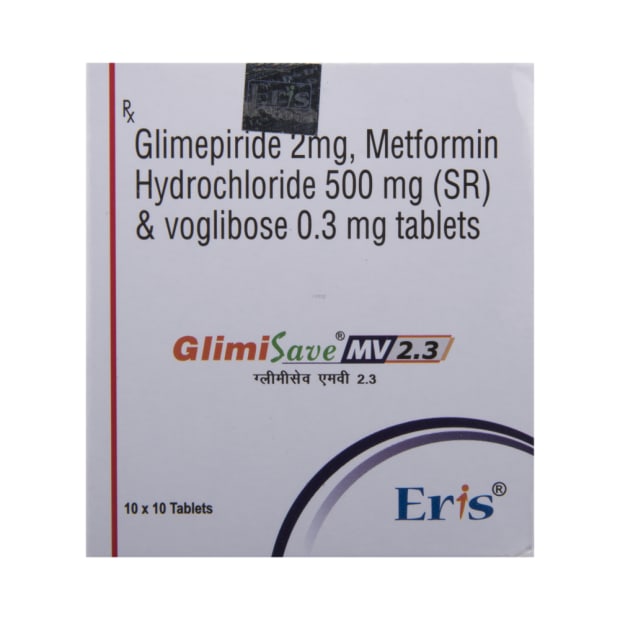 Eris
Rx
Glimepiride 2mg, Metformin
Hydrochloride 500 mg (SR)
& voglibose 0.3 mg tablets
GlimiSave® MV 2.3
ग्लीमीसेव एमवी 2.3
10 x 10 Tablets
Eris®